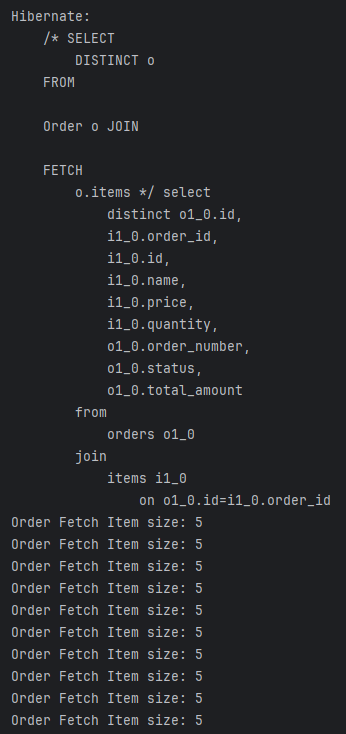 Hibernate:
/* SELECT
DISTINCT o
FROM
Order o JOIN
FETCH
o.items */ select
distinct o1_0.id,
i1_0.order_id,
i1_0.id,
i1_0.name,
i1_0.price,
i1_0.quantity,
o1_0.order_number,
o1_0.status,
o1_0.total_amount
from
orders o1_0
join
items i1_0
on o1_0.id=i1_0.order_id
Order Fetch Item size: 5
Order Fetch Item size: 5
Order Fetch Item size: 5
Order Fetch Item size: 5
Order Fetch Item size: 5
Order Fetch Item size: 5
Order Fetch Item size: 5
Order Fetch Item size: 5
Order Fetch Item size: 5
Order Fetch Item size: 5